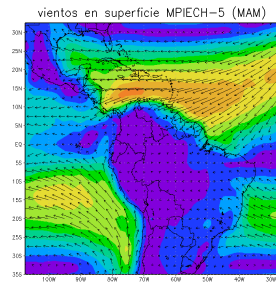 vientos en superficie MPIECH-5 (MAM)
30N
25N
20N
15N
10N
5N
EQ
5S
10S
15S
20S
25S
30S
35S
100W 90W 80W 70W 60W 50W 40W 30W